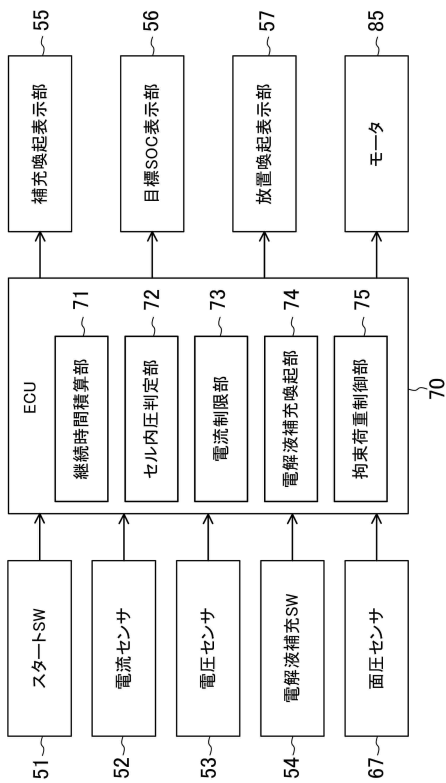 スタートSW
51
電流センサ
52
電圧センサ
53
電解液補充SW
54
面圧センサ
67
ECU
継続時間積算部
71
セル内圧判定部
72
電流制限部
73
電解液補充喚起部
74
拘束荷重制御部
75
70
補充喚起表示部
55
目標SOC表示部
56
放置喚起表示部
57
モータ
85